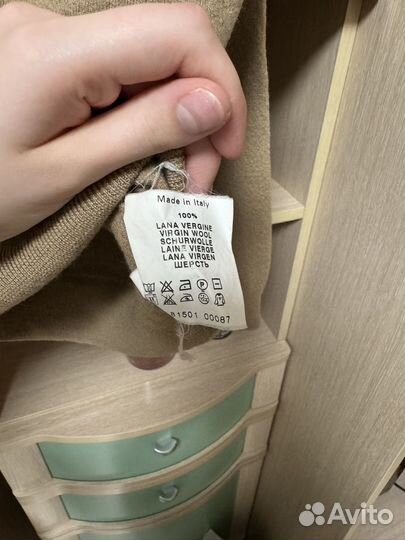 Made in Italy
100%
LANA VERGINE
VIRGIN WOOL
SCHURWOLLE
LAINE VIERGE
LANA VIRGEN
ШЕРСТЬ
P
81501 00087
Avito